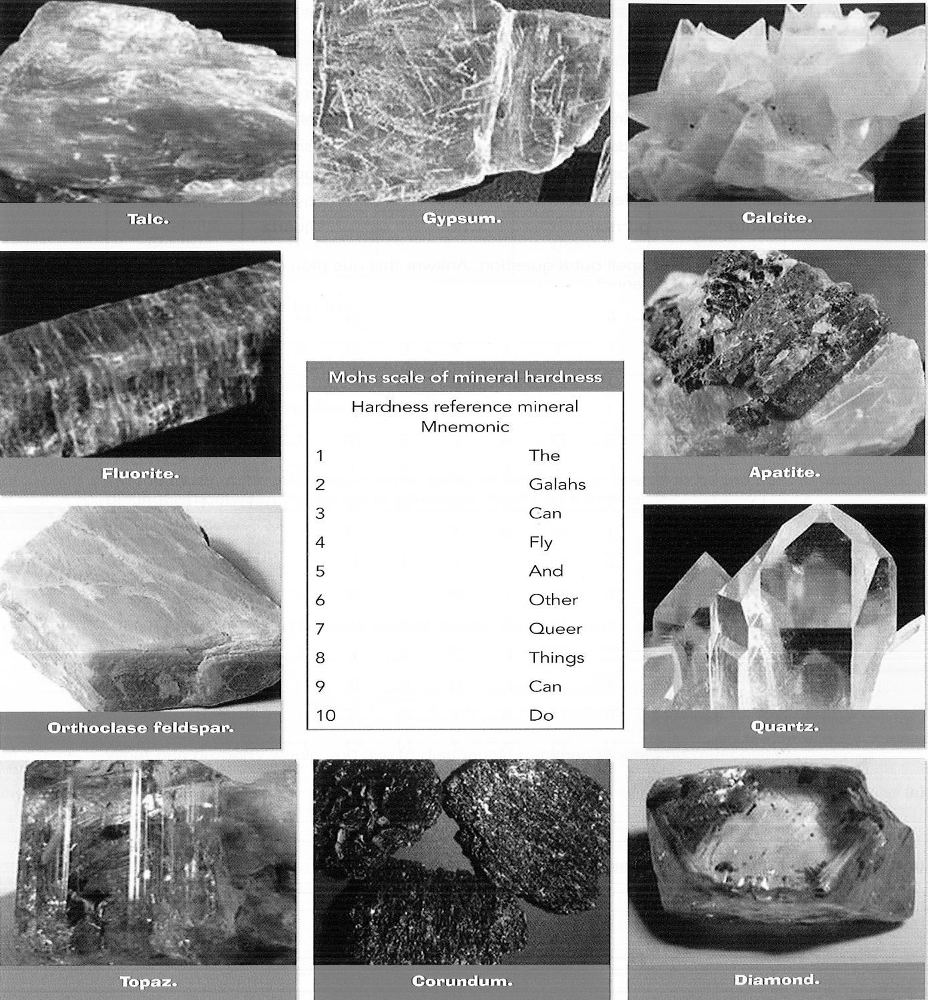 Talc.
Gypsum.
Calcite.
Fluorite.
Apatite.
Mohs scale of mineral hardness
Hardness reference mineral
Mnemonic
1 The
2 Galahs
3 Can
4 Fly
5 And
6 Other
7 Queer
8 Things
9 Can
10 Do
Orthoclase feldspar.
Quartz.
Topaz.
Corundum.
Diamond.